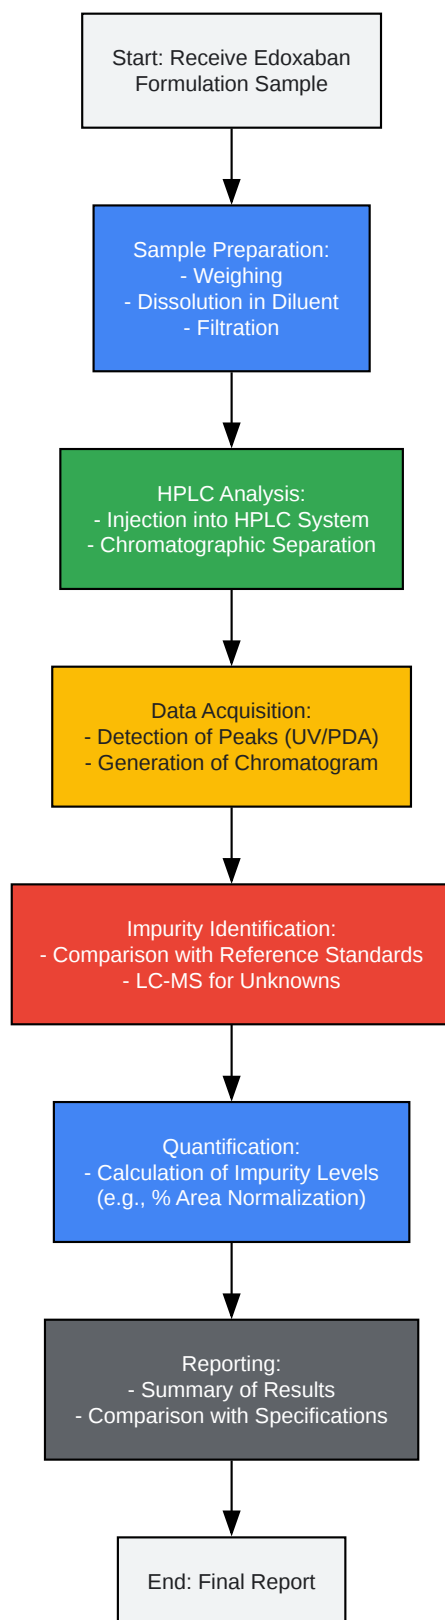 Start: Receive Edoxaban
Formulation Sample
Sample Preparation:
- Weighing
- Dissolution in Diluent
- Filtration
HPLC Analysis:
- Injection into HPLC System
- Chromatographic Separation
Data Acquisition:
- Detection of Peaks (UV/PDA)
- Generation of Chromatogram
Impurity Identification:
- Comparison with Reference Standards
- LC-MS for Unknowns
Quantification:
- Calculation of Impurity Levels
(e.g., % Area Normalization)
Reporting:
- Summary of Results
- Comparison with Specifications
End: Final Report